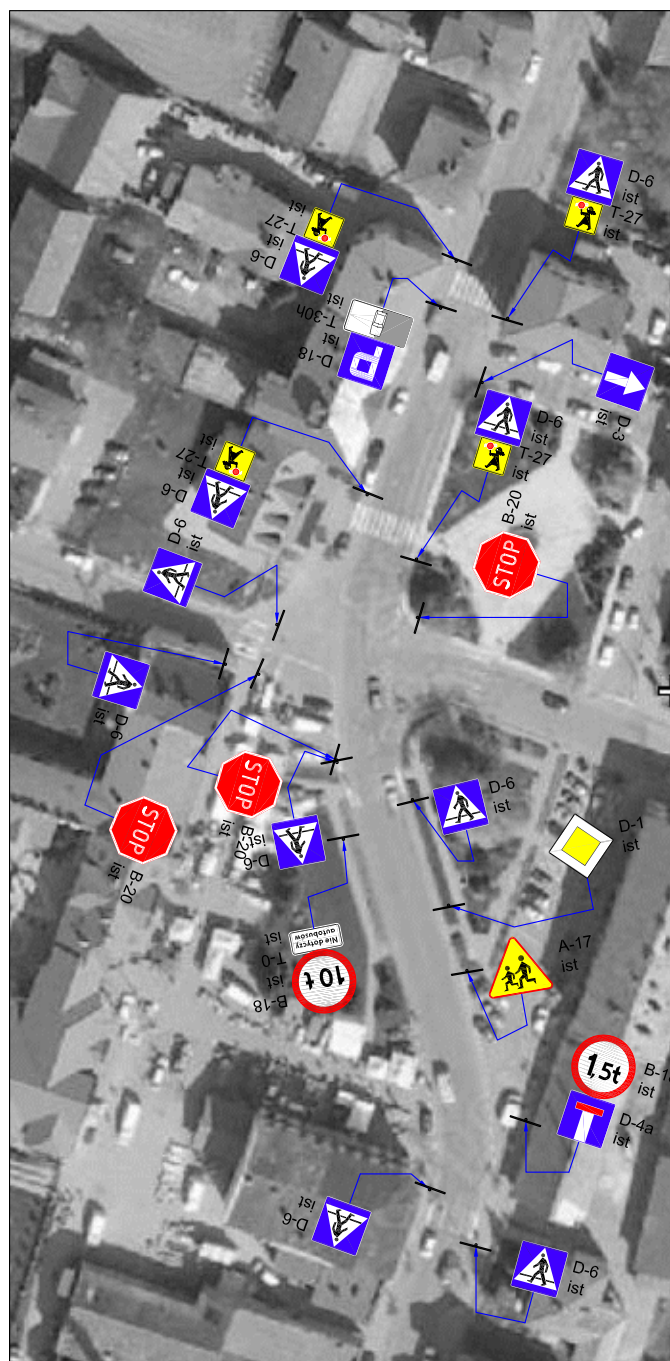 D-6
ist
T-27
ist
T-27
ist
D-6
ist
T-30h
ist
D-18
ist
P
D-3
ist
D-6
ist
T-27
ist
B-20
ist
STOP
T-27
ist
D-6
ist
D-6
ist
D-6
ist
STOP
B-20
ist
STOP
B-20
ist
D-6
ist
D-6
ist
D-1
ist
Nie dotyczy
autobusów
T-0
ist
10t
B-18
ist
A-17
ist
1,5t
ist
D-4a
ist
D-6
ist
D-6
ist